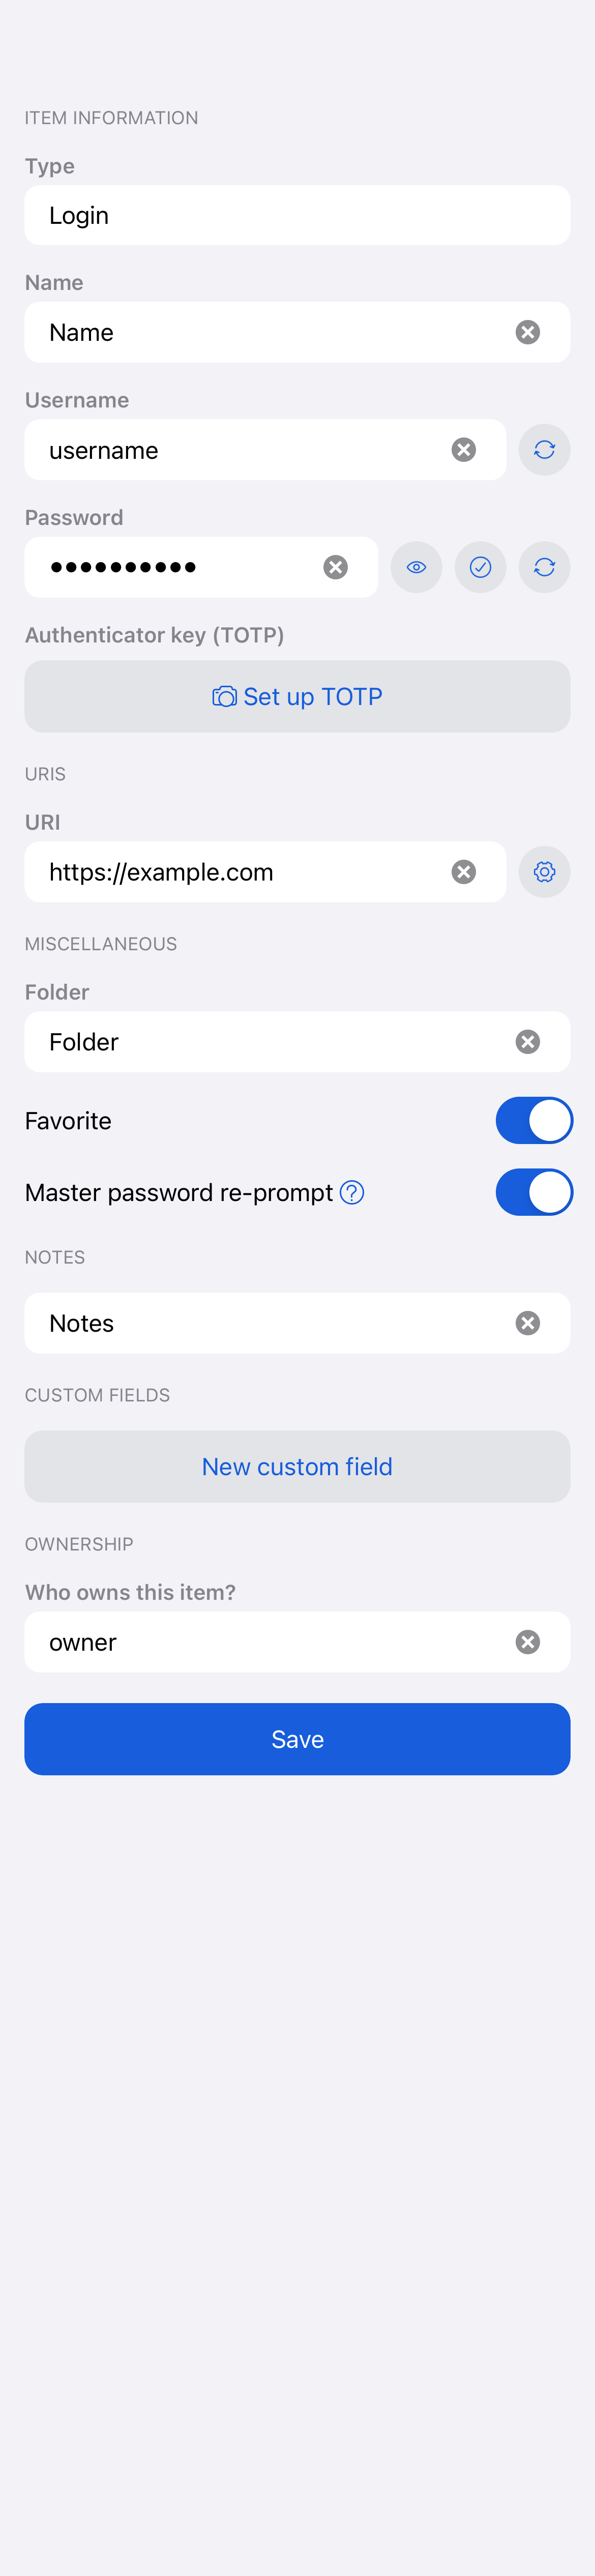 ITEM INFORMATION
Type
Login
Name
Name
Username
username
Password
●●●●●●●●●●
Authenticator key (TOTP)
Set up TOTP
URIS
URI
https://example.com
MISCELLANEOUS
Folder
Folder
Favorite
Master password re-prompt
NOTES
Notes
CUSTOM FIELDS
New custom field
OWNERSHIP
Who owns this item?
owner
Save